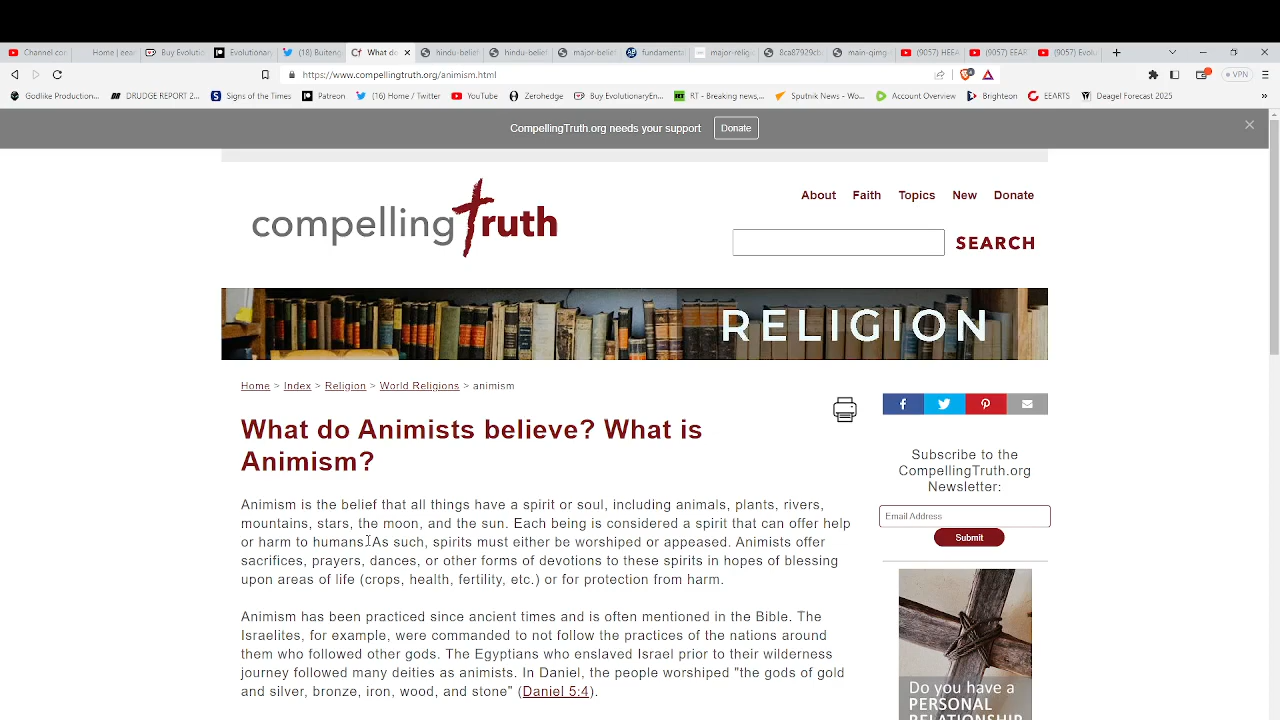 Channel co
Home | eee
Buy Evoluti
Evolutionar
(18) Buiten
What do
hindu-belief
hindu-belief
major-belief
fundamenta
major-relig
8ca87929cb
main-qimg-
(9057) HEE
(9057) EEAF
(9057) Evolu
https://www.compellingtruth.org/animism.html
VPN
Godlike Production...
DRUDGE REPORT 2...
Signs of the Times
Patreon
(16) Home / Twitter
YouTube
Zerohedge
Buy EvolutionaryEn...
RT - Breaking news,...
Sputnik News - Wo...
Account Overview
Brighteon
EEARTS
Deagel Forecast 2025
»
CompellingTruth.org needs your support
Donate
compelling truth
About Faith Topics New Donate
SEARCH
RELIGION
Home > Index > Religion > World Religions > animism
What do Animists believe? What is
Animism?
Animism is the belief that all things have a spirit or soul, including animals, plants, rivers,
mountains, stars, the moon, and the sun. Each being is considered a spirit that can offer help
or harm to humans. As such, spirits must either be worshiped or appeased. Animists offer
sacrifices, prayers, dances, or other forms of devotions to these spirits in hopes of blessing
upon areas of life (crops, health, fertility, etc.) or for protection from harm.
Animism has been practiced since ancient times and is often mentioned in the Bible. The
Israelites, for example, were commanded to not follow the practices of the nations around
them who followed other gods. The Egyptians who enslaved Israel prior to their wilderness
journey followed many deities as animists. In Daniel, the people worshiped "the gods of gold
and silver, bronze, iron, wood, and stone" (Daniel 5:4).
Subscribe to the
CompellingTruth.org
Newsletter:
Email Address
Submit
Do you have a
PERSONAL
RELATIONSHIP